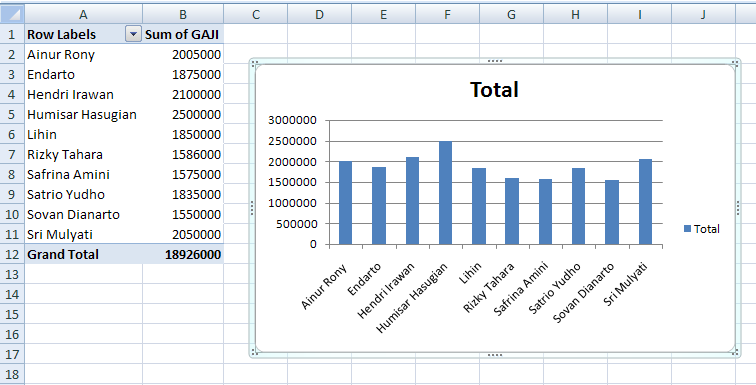 A B C D E F G H I J
1 Row Labels Sum of GAJI
2 Ainur Rony 2005000
3 Endarto 1875000
4 Hendri Irawan 2100000
5 Humisar Hasugian 2500000
6 Lihin 1850000
7 Rizky Tahara 1586000
8 Safrina Amini 1575000
9 Satrio Yudho 1835000
10 Sovan Dianarto 1550000
11 Sri Mulyati 2050000
12 Grand Total 18926000
13
14
15
16
17
18
Total
3000000
2500000
2000000
1500000
1000000
500000
0
Ainur Rony
Endarto
Hendri Irawan
Humisar Hasugian
Lihin
Rizky Tahara
Safrina Amini
Satrio Yudho
Sovan Dianarto
Sri Mulyati
Total